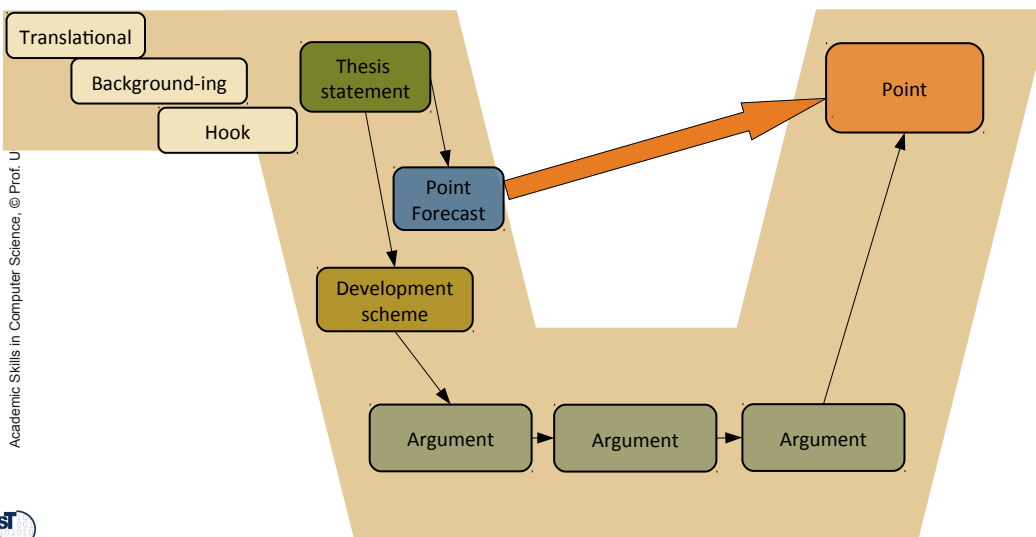 Translational
Background-ing
Hook
Thesis
statement
Point
Forecast
Development
scheme
Argument
Argument
Argument
Point
Academic Skills in Computer Science, © Prof. U
sT